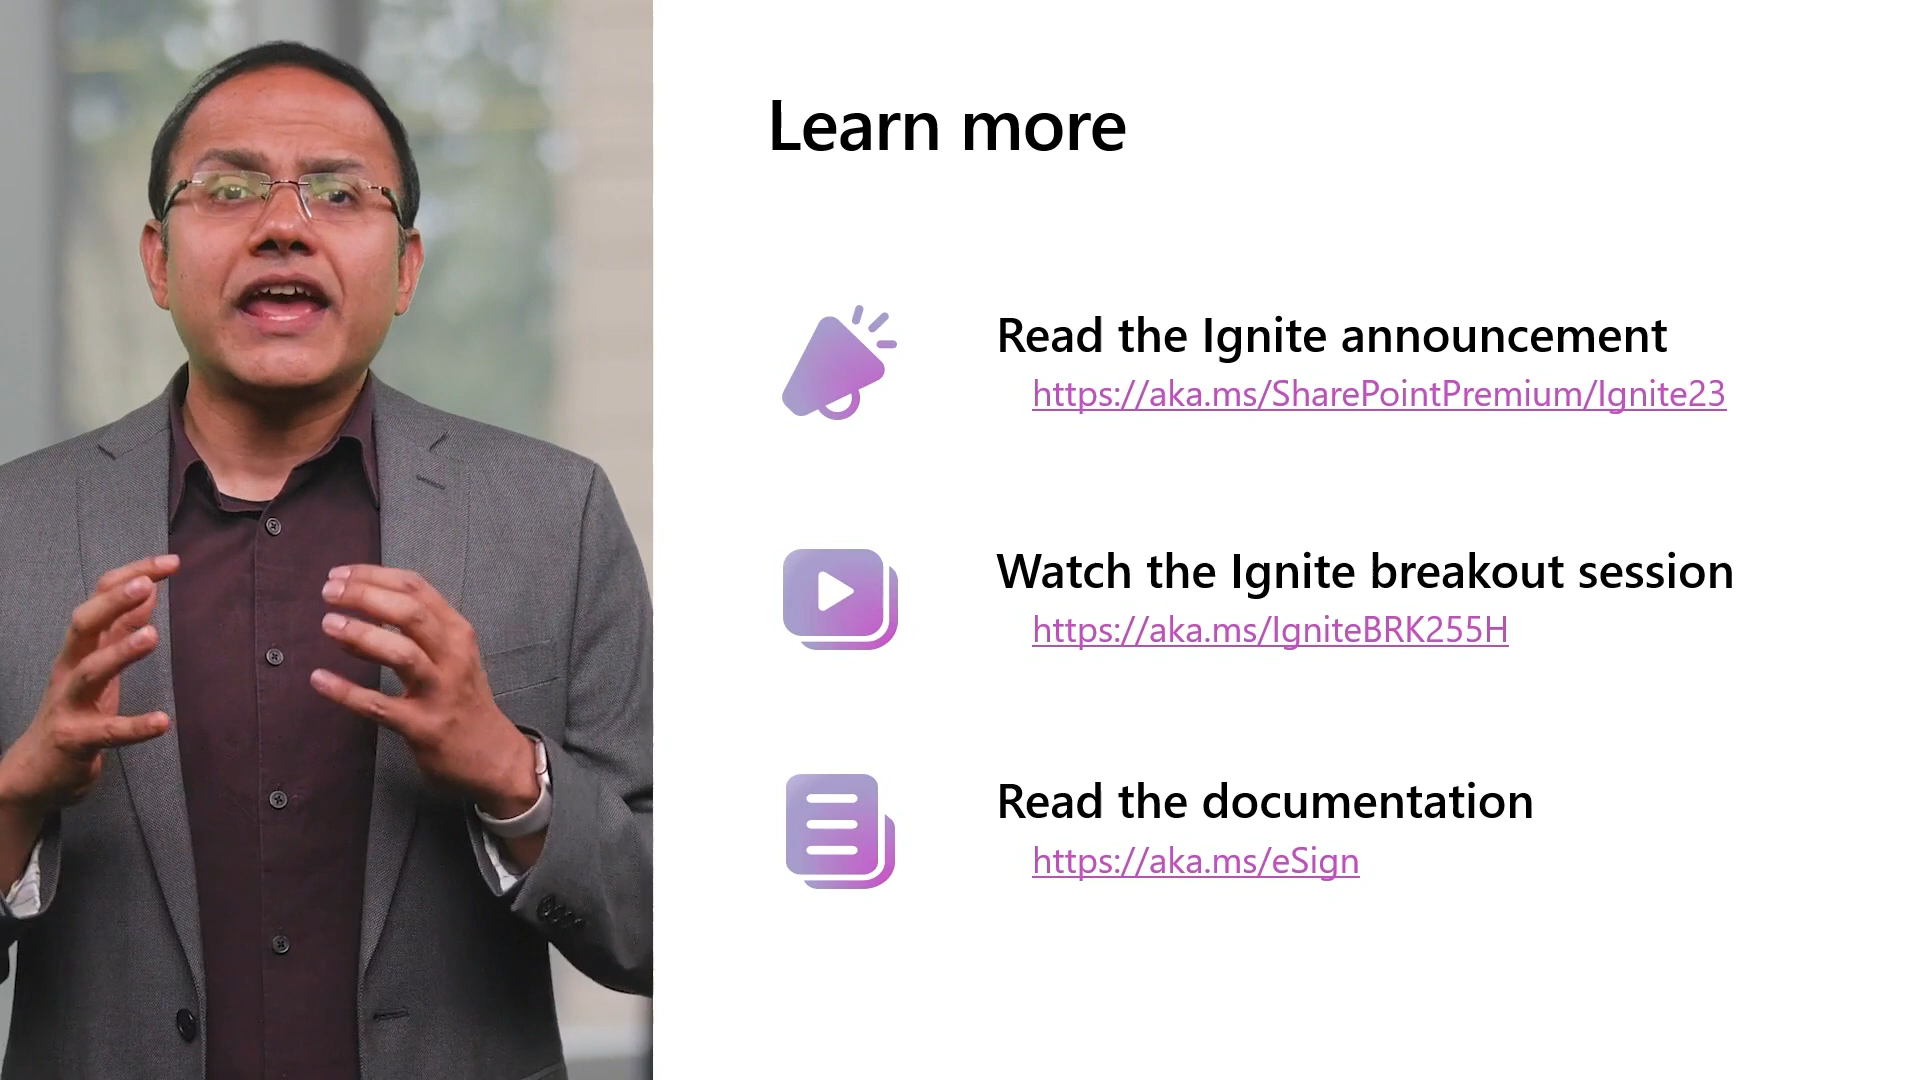 Learn more
Read the Ignite announcement
https://aka.ms/SharePointPremium/Ignite23
Watch the Ignite breakout session
https://aka.ms/IgniteBRK255H
Read the documentation
https://aka.ms/eSign